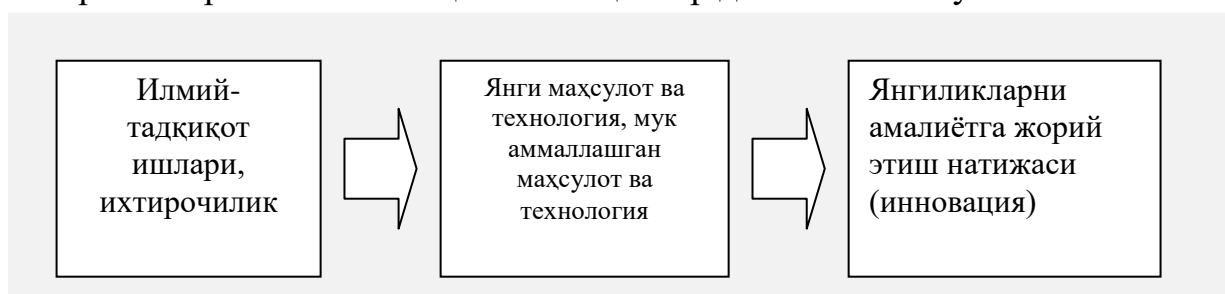 Илмий-
тадқиқот
ишлари,
ихтирочилик
Янги маҳсулот ва
технология, мук
аммаллашган
маҳсулот ва
технология
Янгиликларни
амалиётга жорий
этиш натижаси
(инновация)